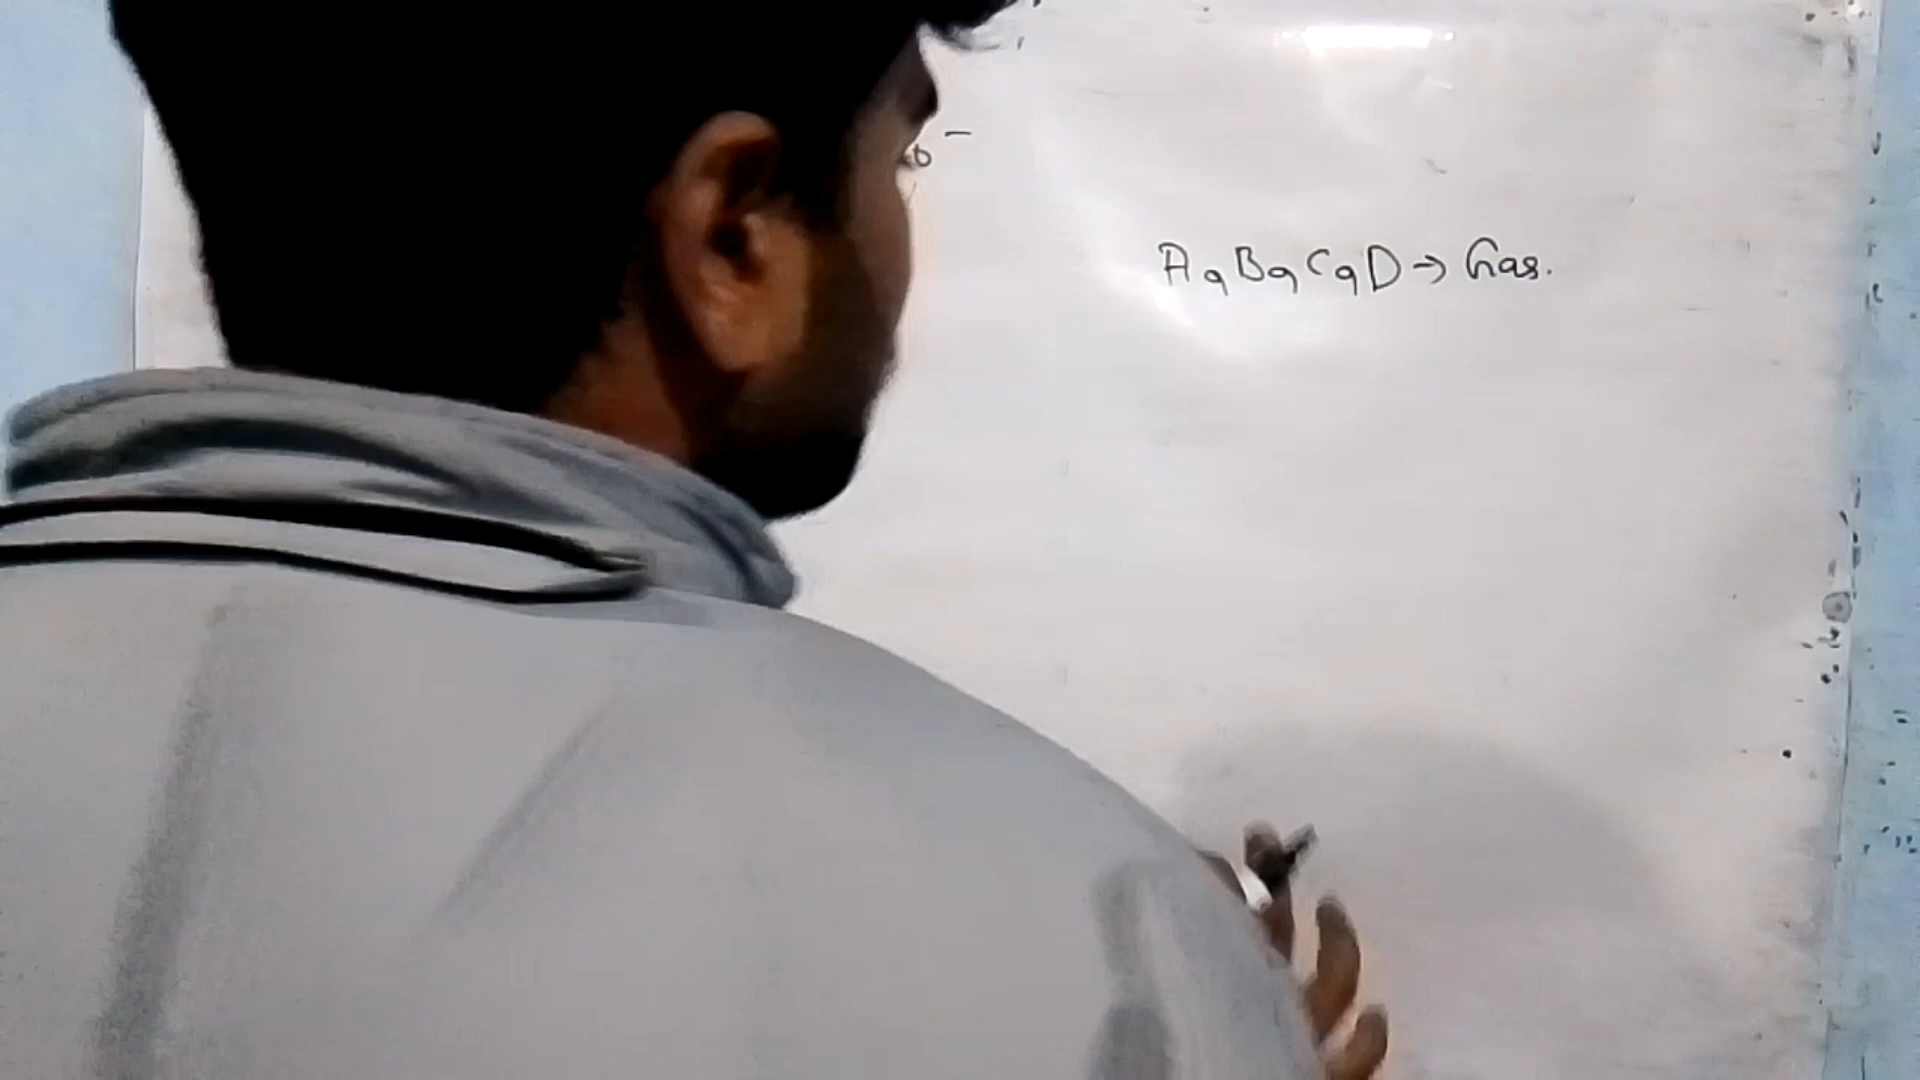 A, B, C, D → Gas.